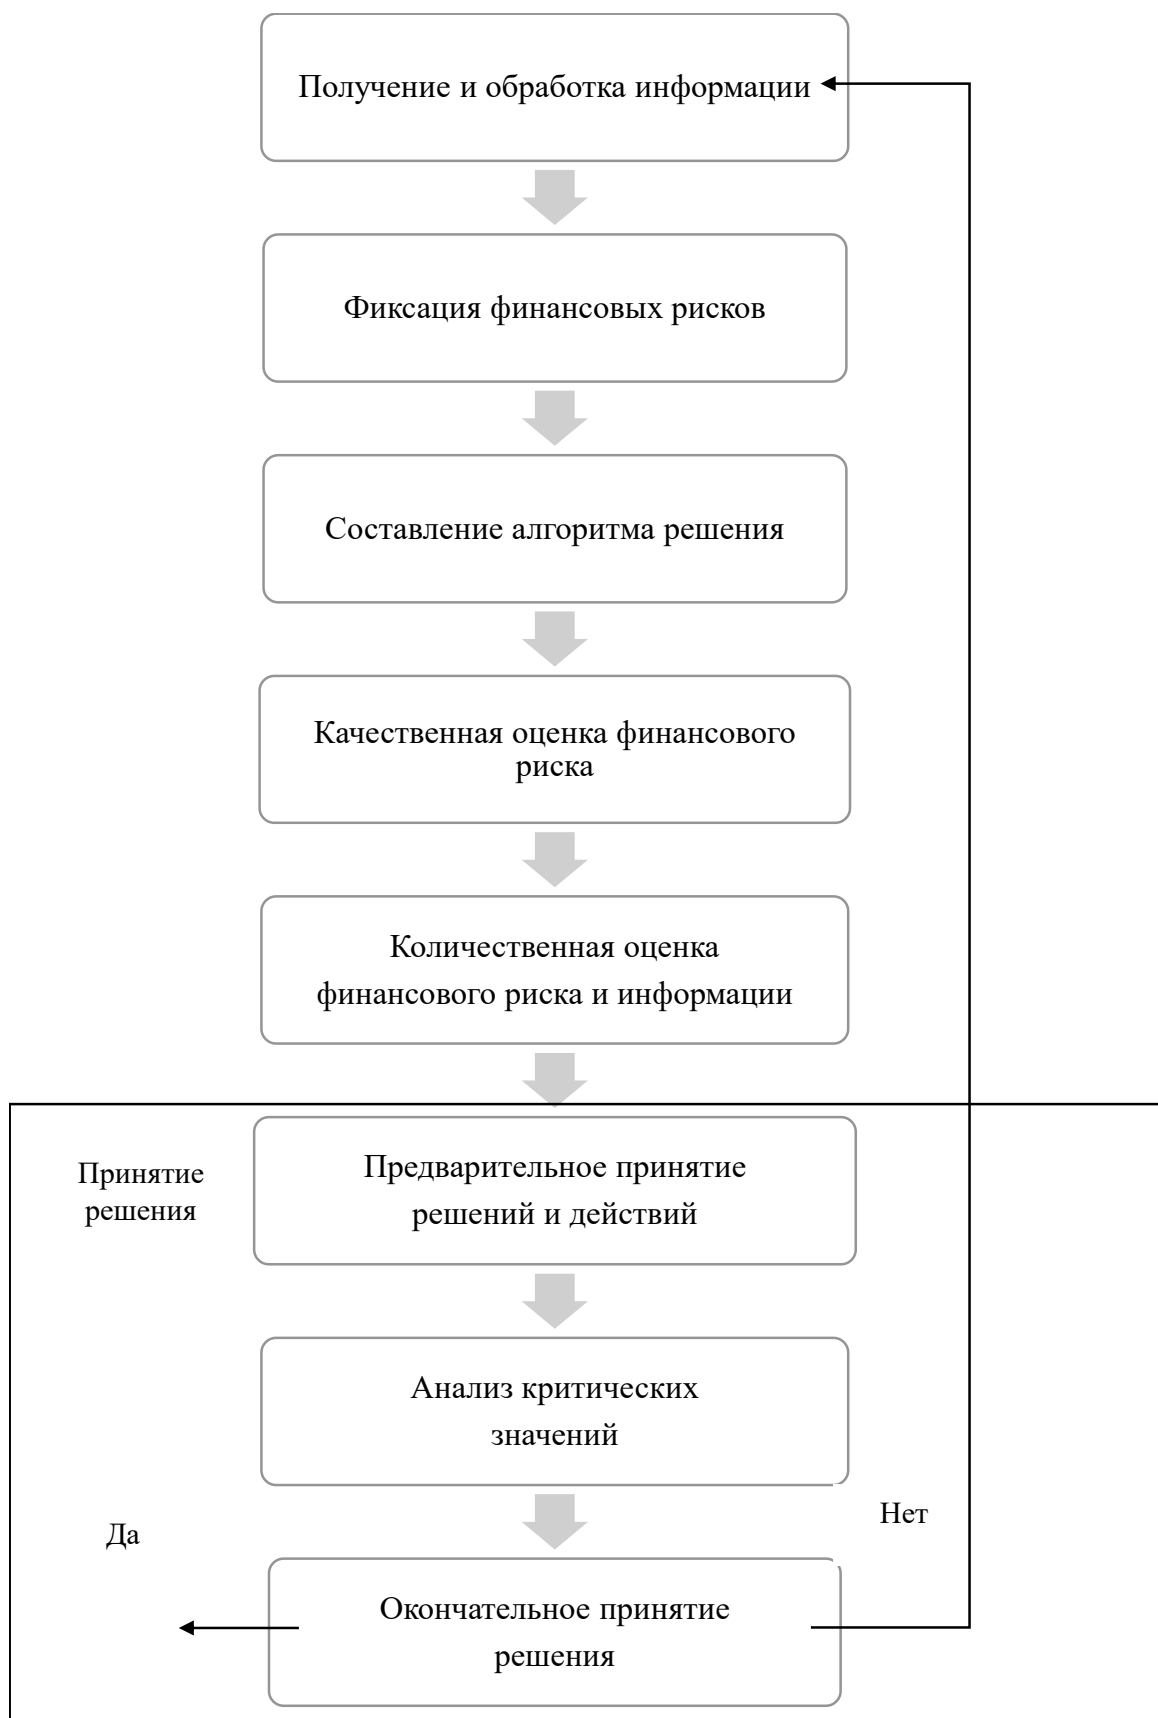 Получение и обработка информации
Фиксация финансовых рисков
Составление алгоритма решения
Качественная оценка финансового
риска
Количественная оценка
финансового риска и информации
Принятие
решения
Предварительное принятие
решений и действий
Анализ критических
значений
Нет
Да
Окончательное принятие
решения